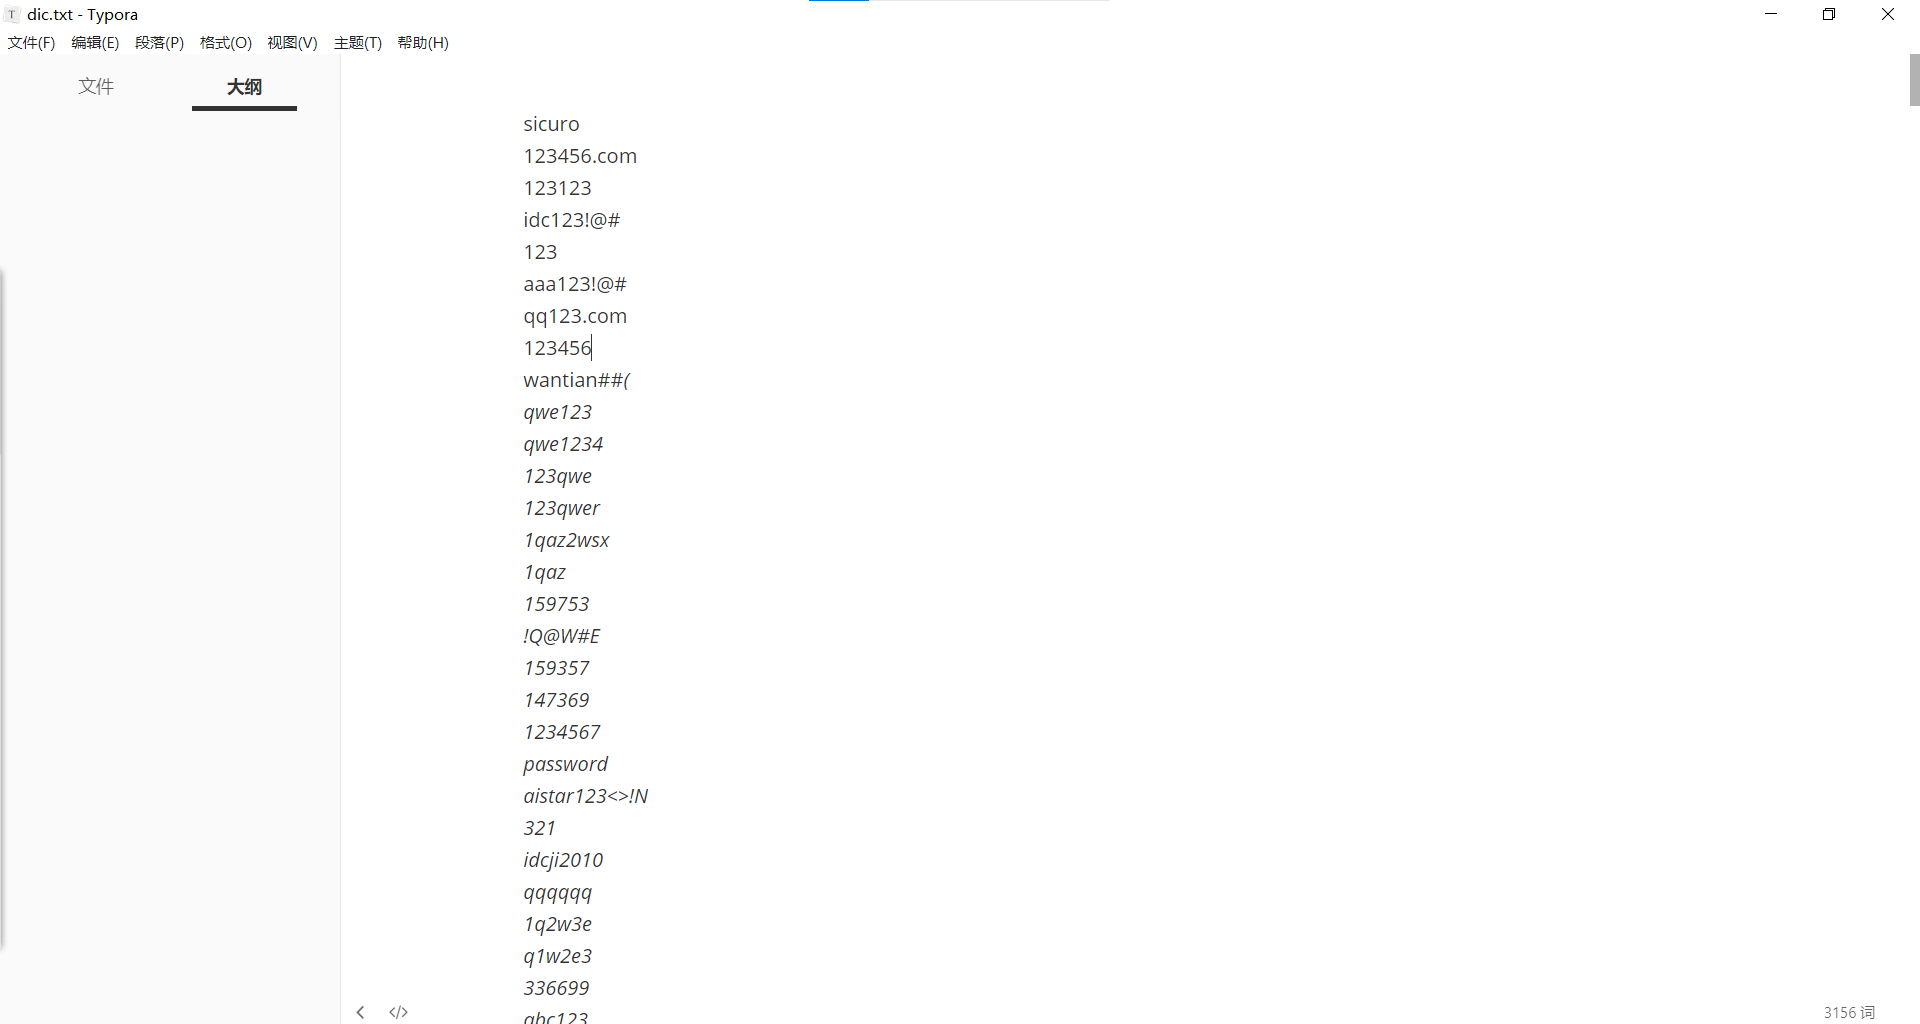 dic.txt - Typora
文件(F) 编辑(E) 段落(P) 格式(O) 视图(V) 主题(T) 帮助(H)
文件 大纲
sicuro
123456.com
123123
idc123!@#
123
aaa123!@#
qq123.com
123456
wantian##(
qwe123
qwe1234
123qwe
123qwer
1qaz2wsx
1qaz
159753
!Q@W#E
159357
147369
1234567
password
aistar123<>!N
321
idcji2010
qqqqqq
1q2w3e
q1w2e3
336699
abc123
3156 词